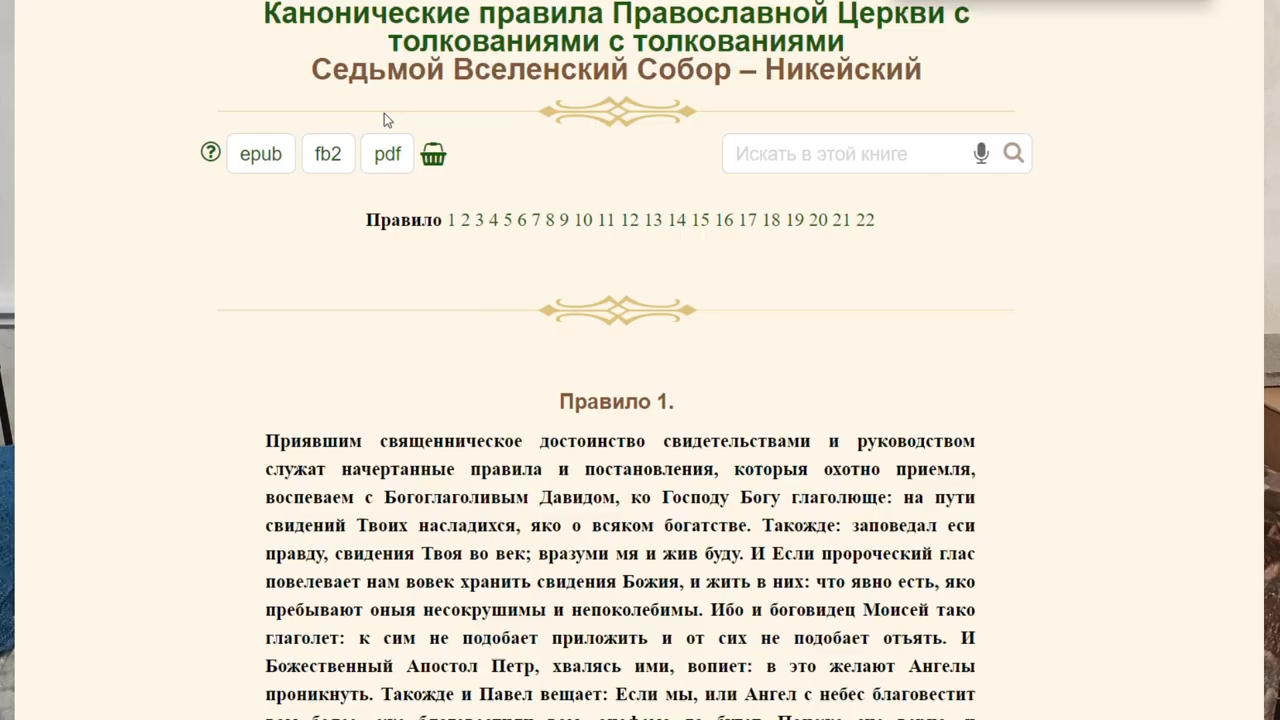 Канонические правила Православной Церкви с
толкованиями с толкованиями
Седьмой Вселенский Собор – Никейский
epub fb2 pdf Искать в этой книге
Правило 1 2 3 4 5 6 7 8 9 10 11 12 13 14 15 16 17 18 19 20 21 22
Правило 1.
Приявшим священническое достоинство свидетельствами и руководством
служат начертанные правила и постановления, которыя охотно приемля,
воспеваем с Богоглаголивым Давидом, ко Господу Богу глаголюще: на пути
свидений Твоих насладихся, яко о всяком богатстве. Такожде: заповедал еси
правду, свидения Твоя во век; вразуми мя и жив буду. И Если пророческий глас
повелевает нам вовек хранить свидения Божия, и жить в них: что явно есть, яко
пребывают оныя несокрушимы и непоколебимы. Ибо и боговидец Моисей тако
глаголет: к сим не подобает приложить и от сих не подобает отъять. И
Божественный Апостол Петр, хвалясь ими, вопиет: в это желают Ангелы
проникнуть. Такожде и Павел вещает: Если мы, или Ангел с небес благовестит